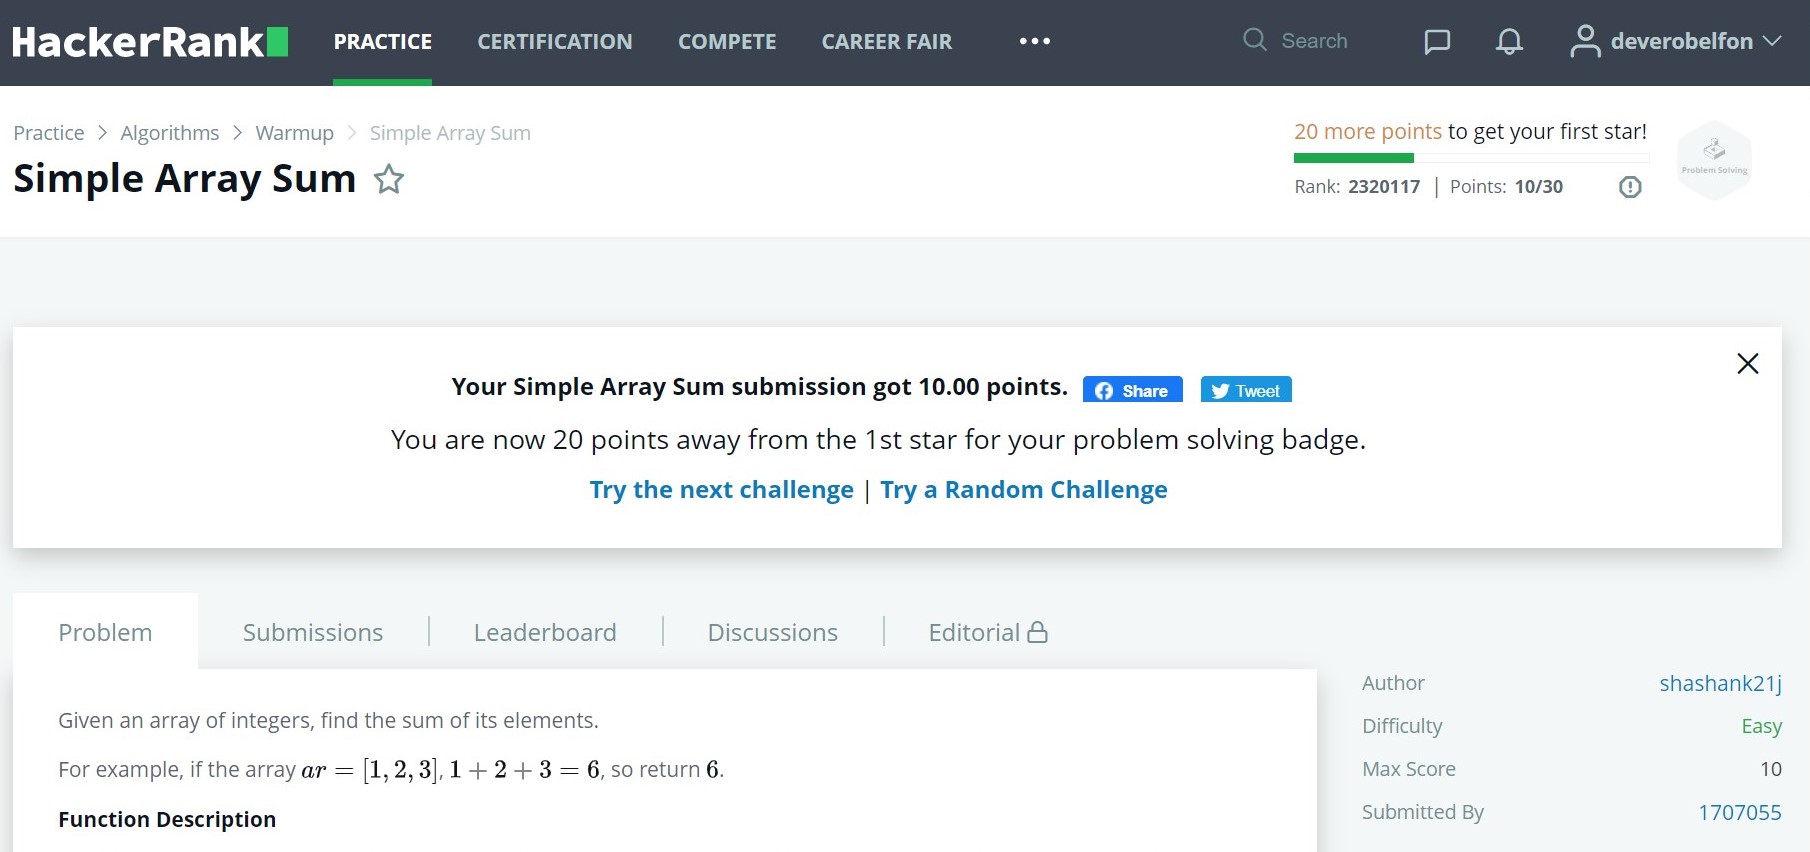 HackerRank PRACTICE CERTIFICATION COMPETE CAREER FAIR ••• Search deverobelfon
Practice > Algorithms > Warmup > Simple Array Sum
Simple Array Sum
20 more points to get your first star!
Rank: 2320117 | Points: 10/30
Problem Solving
Your Simple Array Sum submission got 10.00 points. Share Tweet
You are now 20 points away from the 1st star for your problem solving badge.
Try the next challenge | Try a Random Challenge
Problem Submissions Leaderboard Discussions Editorial
Given an array of integers, find the sum of its elements.
For example, if the array ar = [1, 2, 3], 1 + 2 + 3 = 6, so return 6.
Function Description
Author shashank21j
Difficulty Easy
Max Score 10
Submitted By 1707055